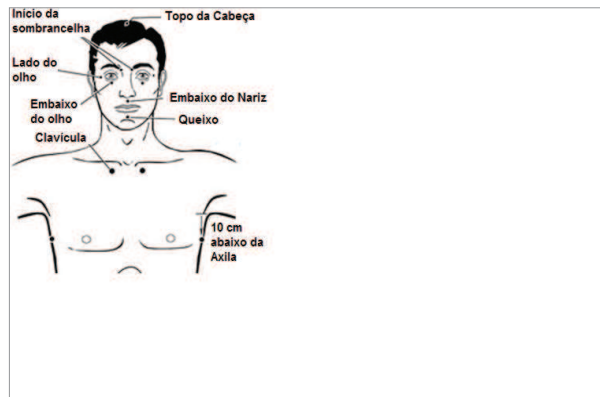 Início da
sombrancelha
Topo da Cabeça
Lado do
olho
Embaixo
do olho
Embaixo do Nariz
Queixo
Clavícula
10 cm
abaixo da
Axila